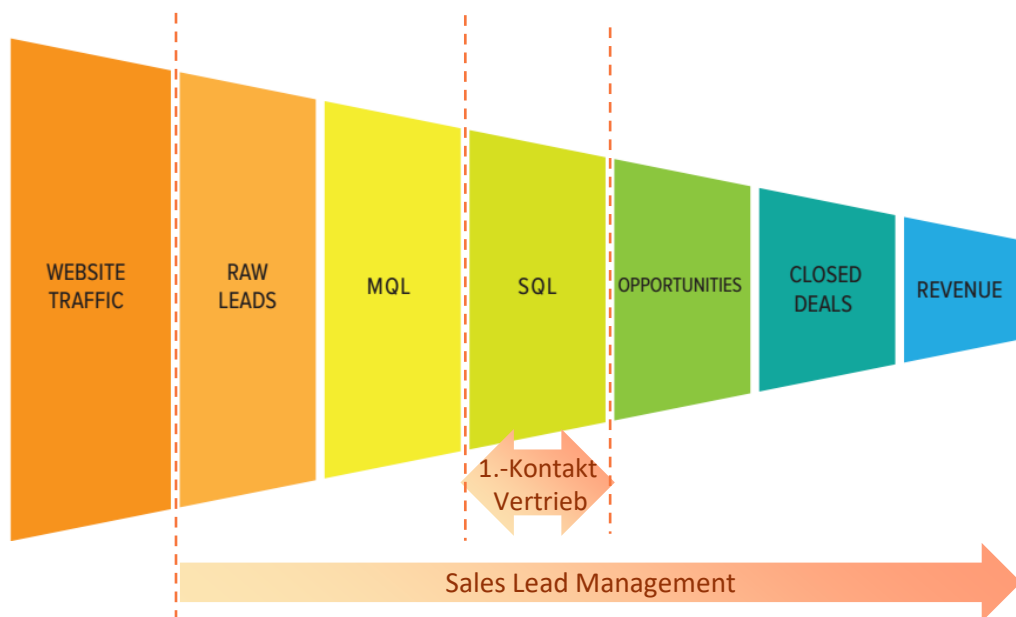 WEBSITE
TRAFFIC
RAW
LEADS
MQL
SQL
OPPORTUNITIES
CLOSED
DEALS
REVENUE
1.-Kontakt
Vertrieb
Sales Lead Management